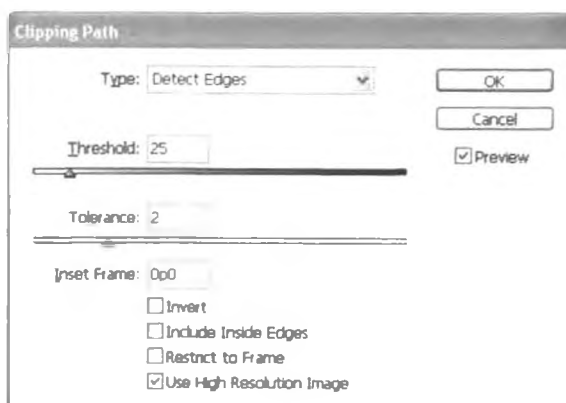 Clipping Path
Type: Detect Edges
OK
Cancel
Threshold: 25
Preview
Tolerance: 2
Inset Frame: 0p0
Invert
Include Inside Edges
Restrict to Frame
Use High Resolution Image